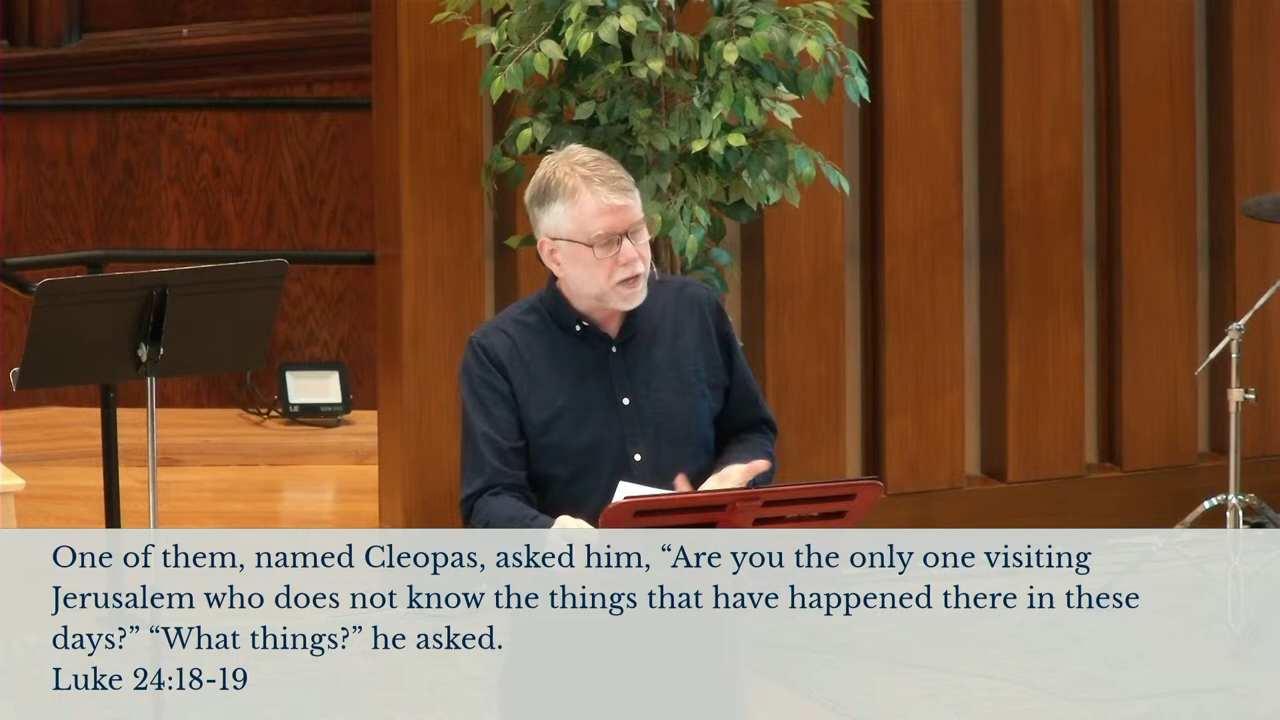 LE
One of them, named Cleopas, asked him, “Are you the only one visiting
Jerusalem who does not know the things that have happened there in these
days?” “What things?” he asked.
Luke 24:18-19